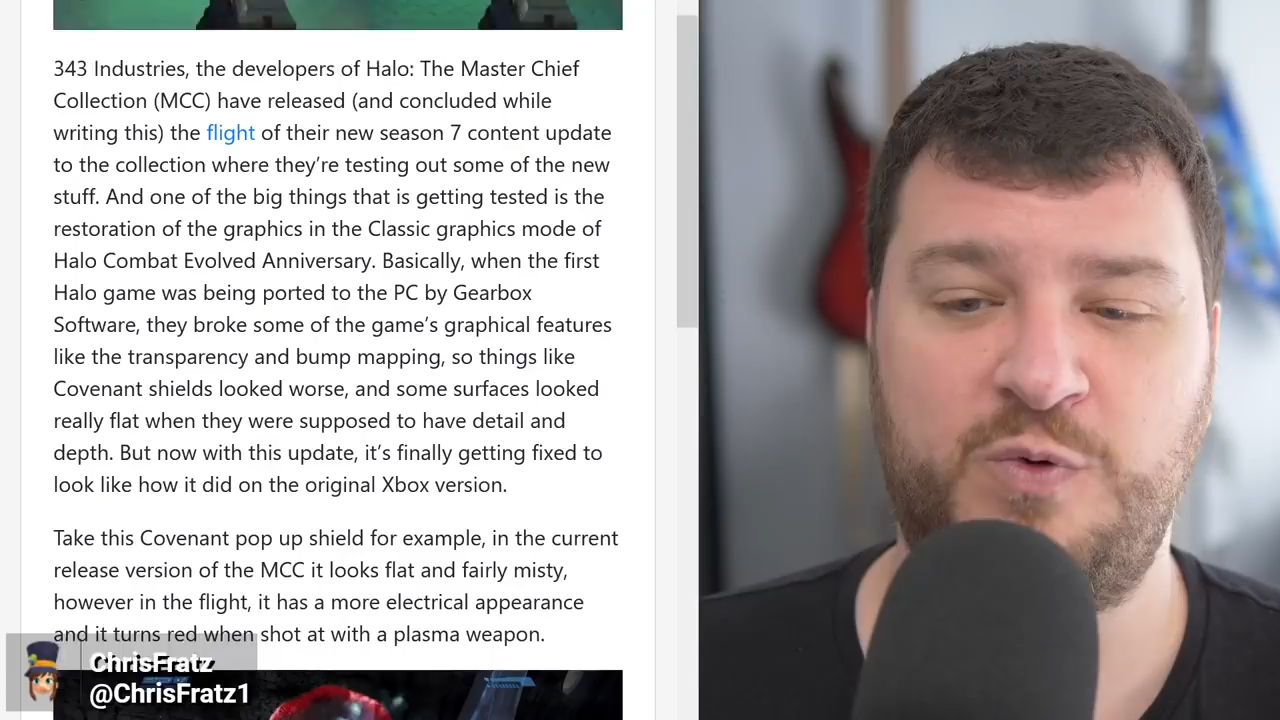 343 Industries, the developers of Halo: The Master Chief
Collection (MCC) have released (and concluded while
writing this) the flight of their new season 7 content update
to the collection where they’re testing out some of the new
stuff. And one of the big things that is getting tested is the
restoration of the graphics in the Classic graphics mode of
Halo Combat Evolved Anniversary. Basically, when the first
Halo game was being ported to the PC by Gearbox
Software, they broke some of the game’s graphical features
like the transparency and bump mapping, so things like
Covenant shields looked worse, and some surfaces looked
really flat when they were supposed to have detail and
depth. But now with this update, it’s finally getting fixed to
look like how it did on the original Xbox version.
Take this Covenant pop up shield for example, in the current
release version of the MCC it looks flat and fairly misty,
however in the flight, it has a more electrical appearance
and it turns red when shot at with a plasma weapon.
ChrisFratz
@ChrisFratz1